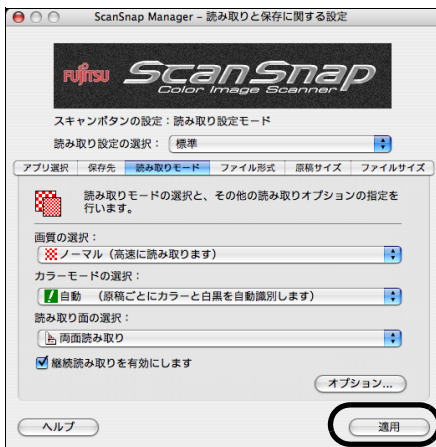 ScanSnap Manager – 読み取りと保存に関する設定
FUJITSU ScanSnap
Color Image Scanner
スキャンボタンの設定：読み取り設定モード
読み取り設定の選択： 標準
アプリ選択 保存先 読み取りモード ファイル形式 原稿サイズ ファイルサイズ
読み取りモードの選択と、その他の読み取りオプションの指定を
行います。
画質の選択：
ノーマル（高速に読み取ります）
カラーモードの選択：
自動 （原稿ごとにカラーと白黒を自動識別します）
読み取り面の選択：
両面読み取り
継続読み取りを有効にします
オプション...
ヘルプ 適用